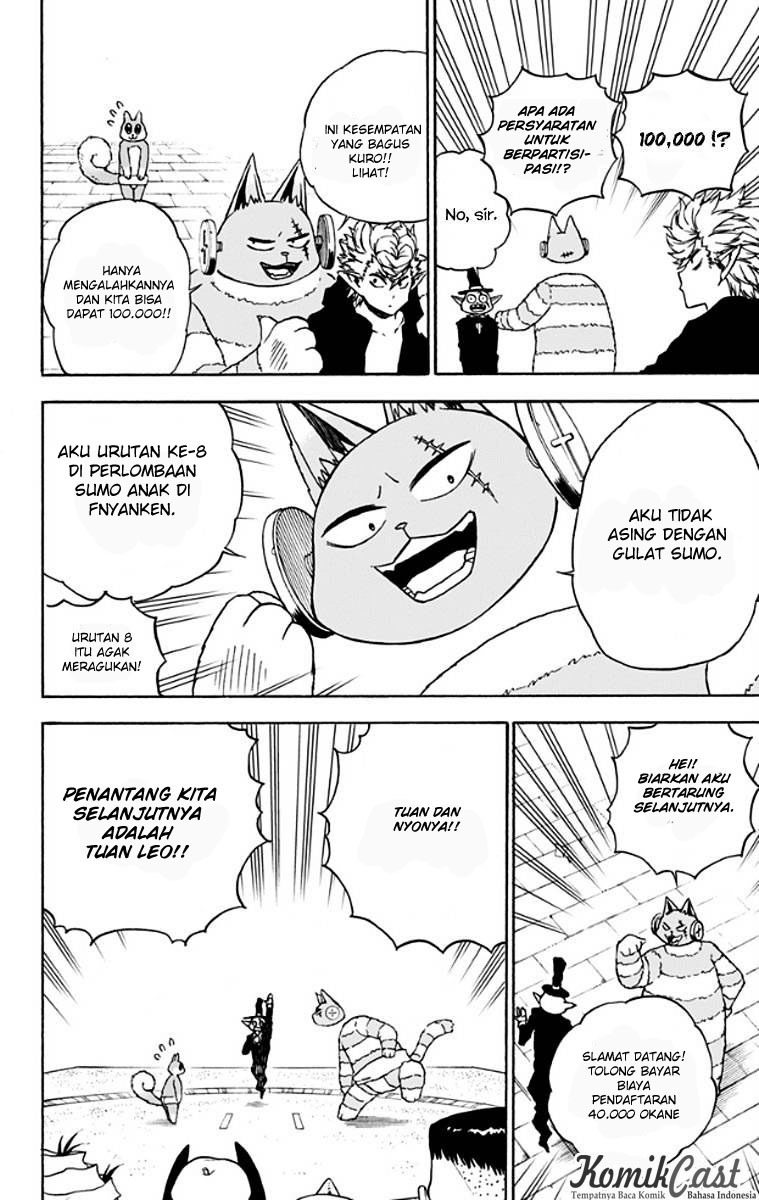 100,000 !?
APA ADA
PERSYARATAN
UNTUK
BERPARTISI-
PASI!?
No, sir.
INI KESEMPATAN
YANG BAGUS
KURO!!
LIHAT!
HANYA
MENGALAHKANNYA
DAN KITA BISA
DAPAT 100.000!!
AKU TIDAK
ASING DENGAN
GULAT SUMO.
AKU URUTAN KE-8
DI PERLOMBAAN
SUMO ANAK DI
FNYANKEN.
URUTAN 8
ITU AGAK
MERAGUKAN!
HEI!
BIARKAN AKU
BERTARUNG
SELANJUTNYA.
SLAMAT DATANG!
TOLONG BAYAR
BIAYA
PENDAFTARAN
40.000 OKANE
TUAN DAN
NYONYA!!
PENANTANG KITA
SELANJUTNYA
ADALAH
TUAN LEO!!
KomikCast
Tempatnya Baca Komik Bahasa Indonesia